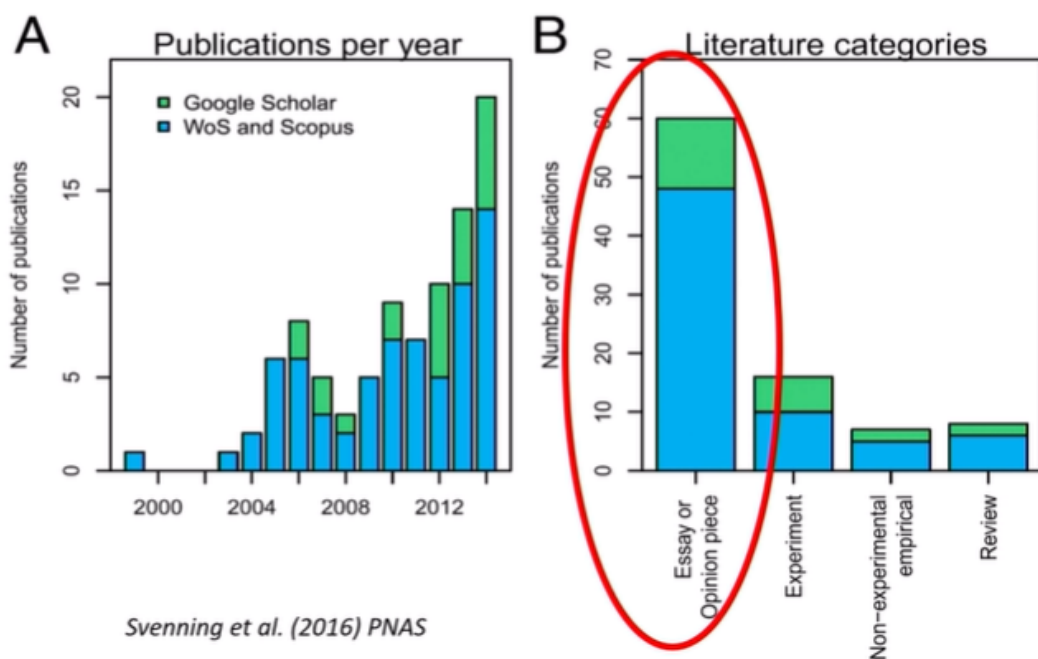 A
Publications per year
Google Scholar
WoS and Scopus
Number of publications
20
15
10
5
0
2000
2004
2008
2012
B
Literature categories
Number of publications
70
60
50
40
30
20
10
0
Essay or
Opinion piece
Experiment
Non-experimental
empirical
Review
Svenning et al. (2016) PNAS